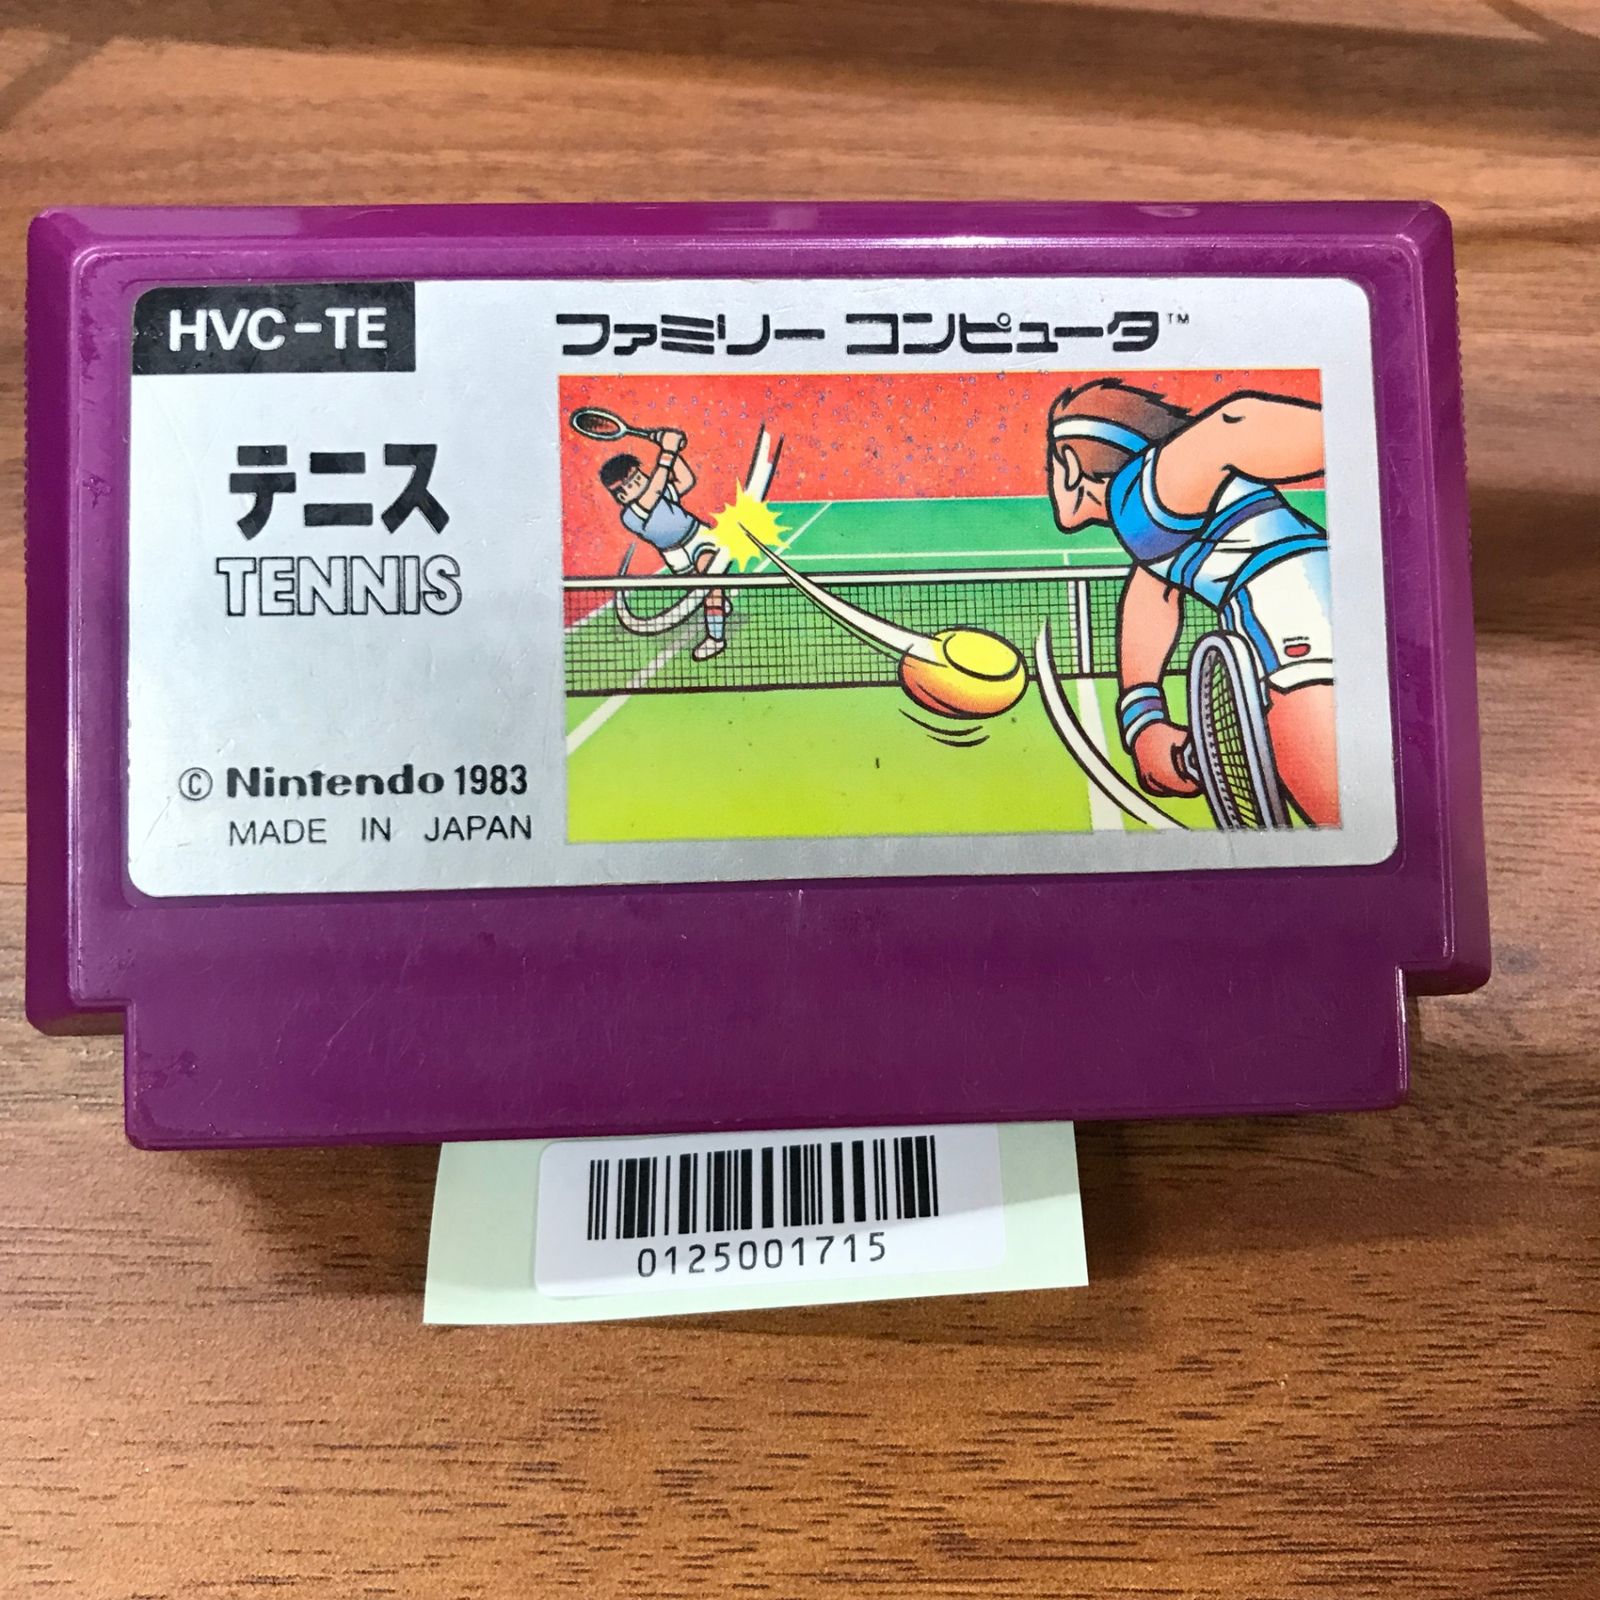 HVC-TE
ファミリー コンピュータ™
テニス
TENNIS
© Nintendo 1983
MADE IN JAPAN
0125001715